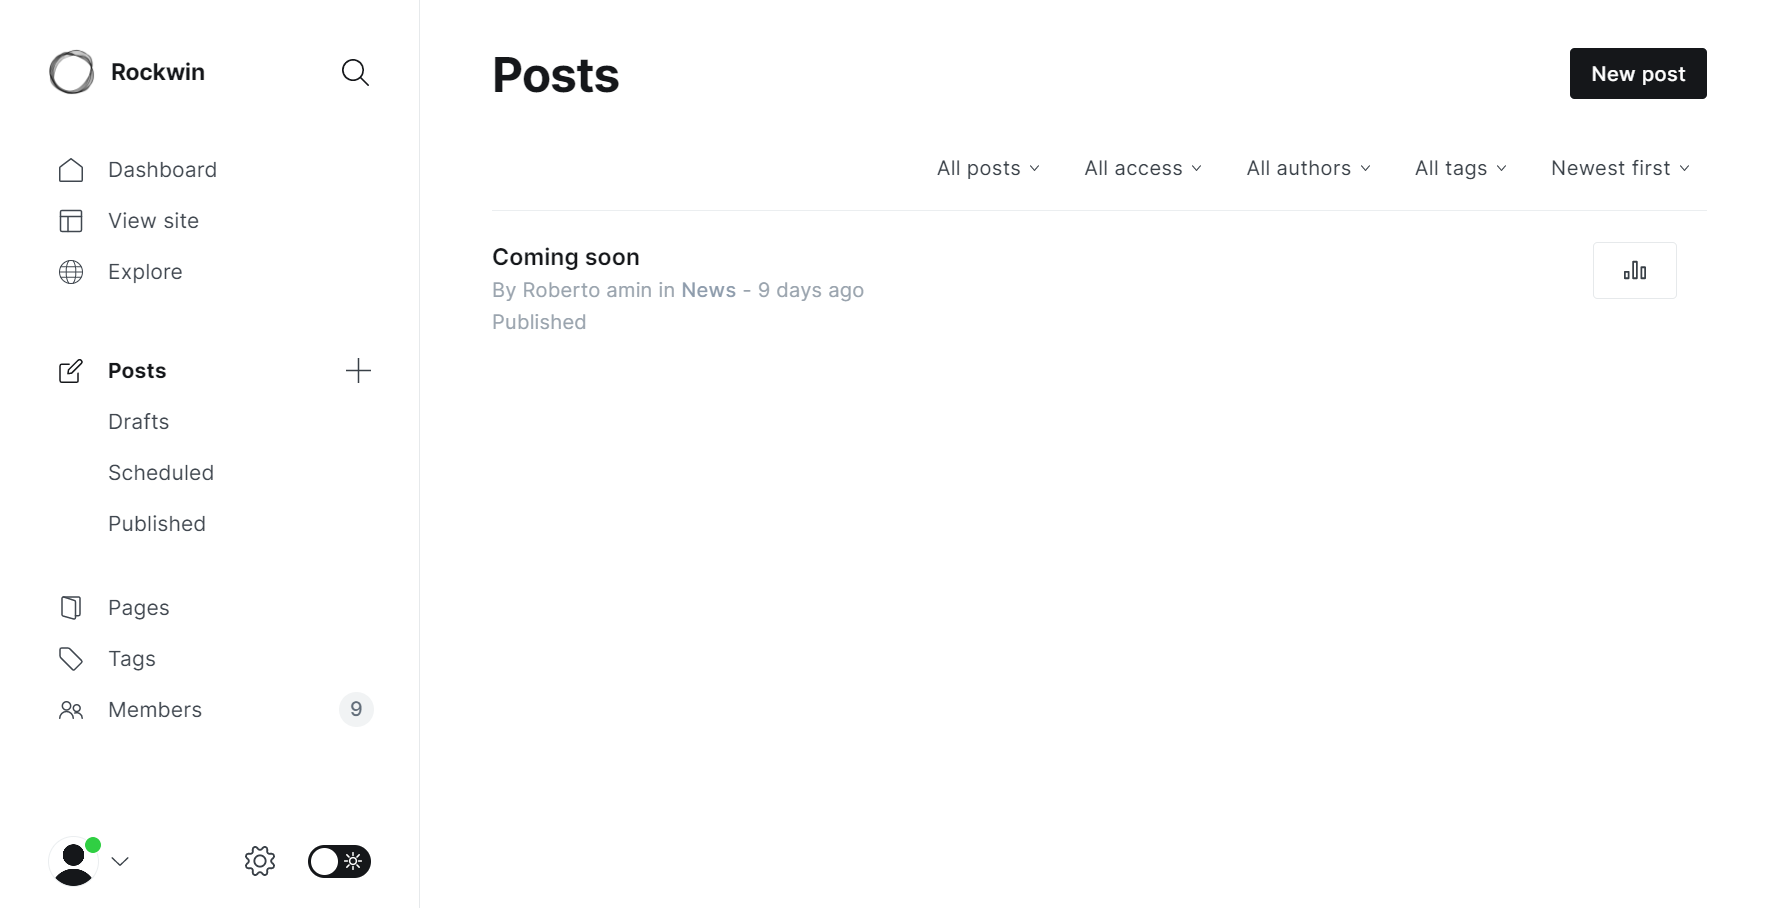 Rockwin
Dashboard
View site
Explore
Posts
Drafts
Scheduled
Published
Pages
Tags
Members 9
Posts
New post
All posts All access All authors All tags Newest first
Coming soon
By Roberto amin in News - 9 days ago
Published